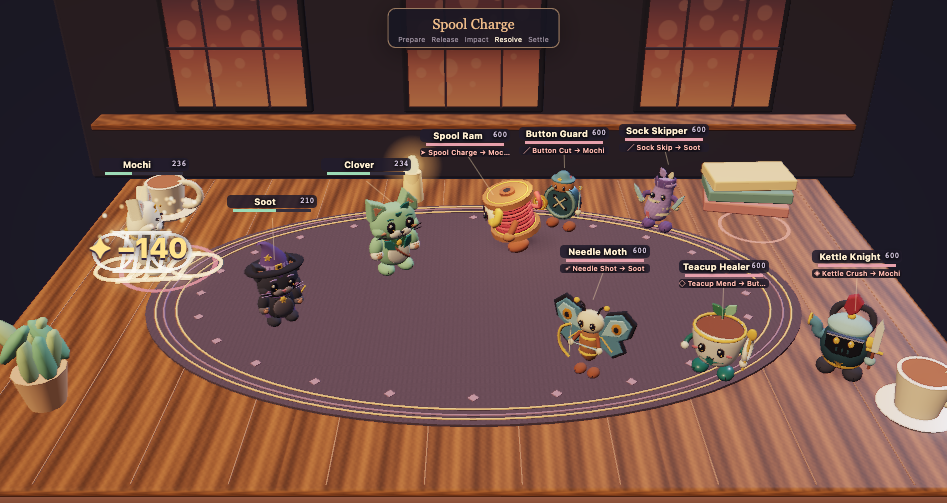 Spool Charge
Prepare Release Impact Resolve Settle
Spool Ram 600
Spool Charge → Moc...
Button Guard 600
Button Cut → Mochi
Sock Skipper 600
Sock Skip → Soot
Mochi 236
Clover 234
Soot 210
-140
Needle Moth 600
Needle Shot → Soot
Teacup Healer 600
Teacup Mend → But...
Kettle Knight 600
Kettle Crush → Mochi